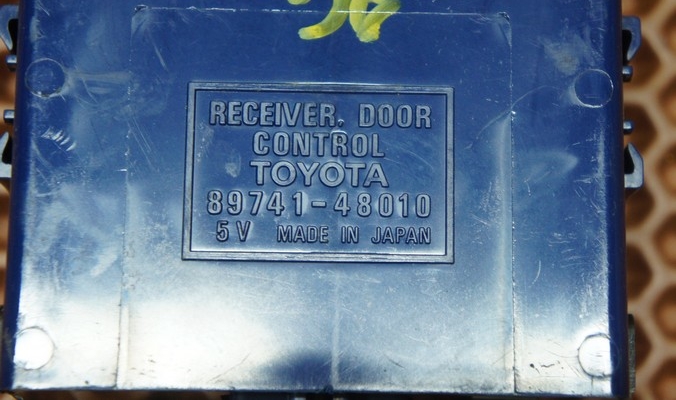 RECEIVER, DOOR
CONTROL
TOYOTA
89741-48010
5V MADE IN JAPAN